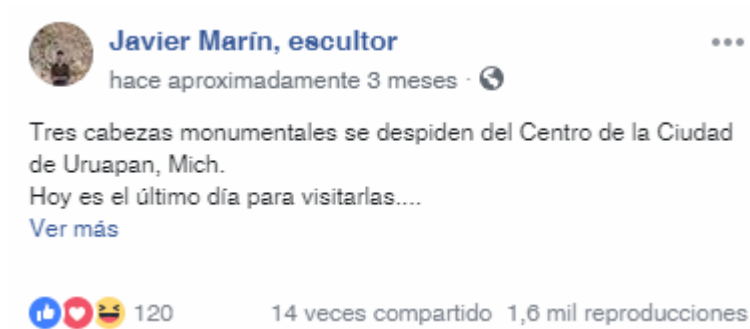 Javier Marín, escultor
hace aproximadamente 3 meses ·
Tres cabezas monumentales se despiden del Centro de la Ciudad
de Uruapan, Mich.
Hoy es el último día para visitarlas....
Ver más
120 14 veces compartido 1,6 mil reproducciones